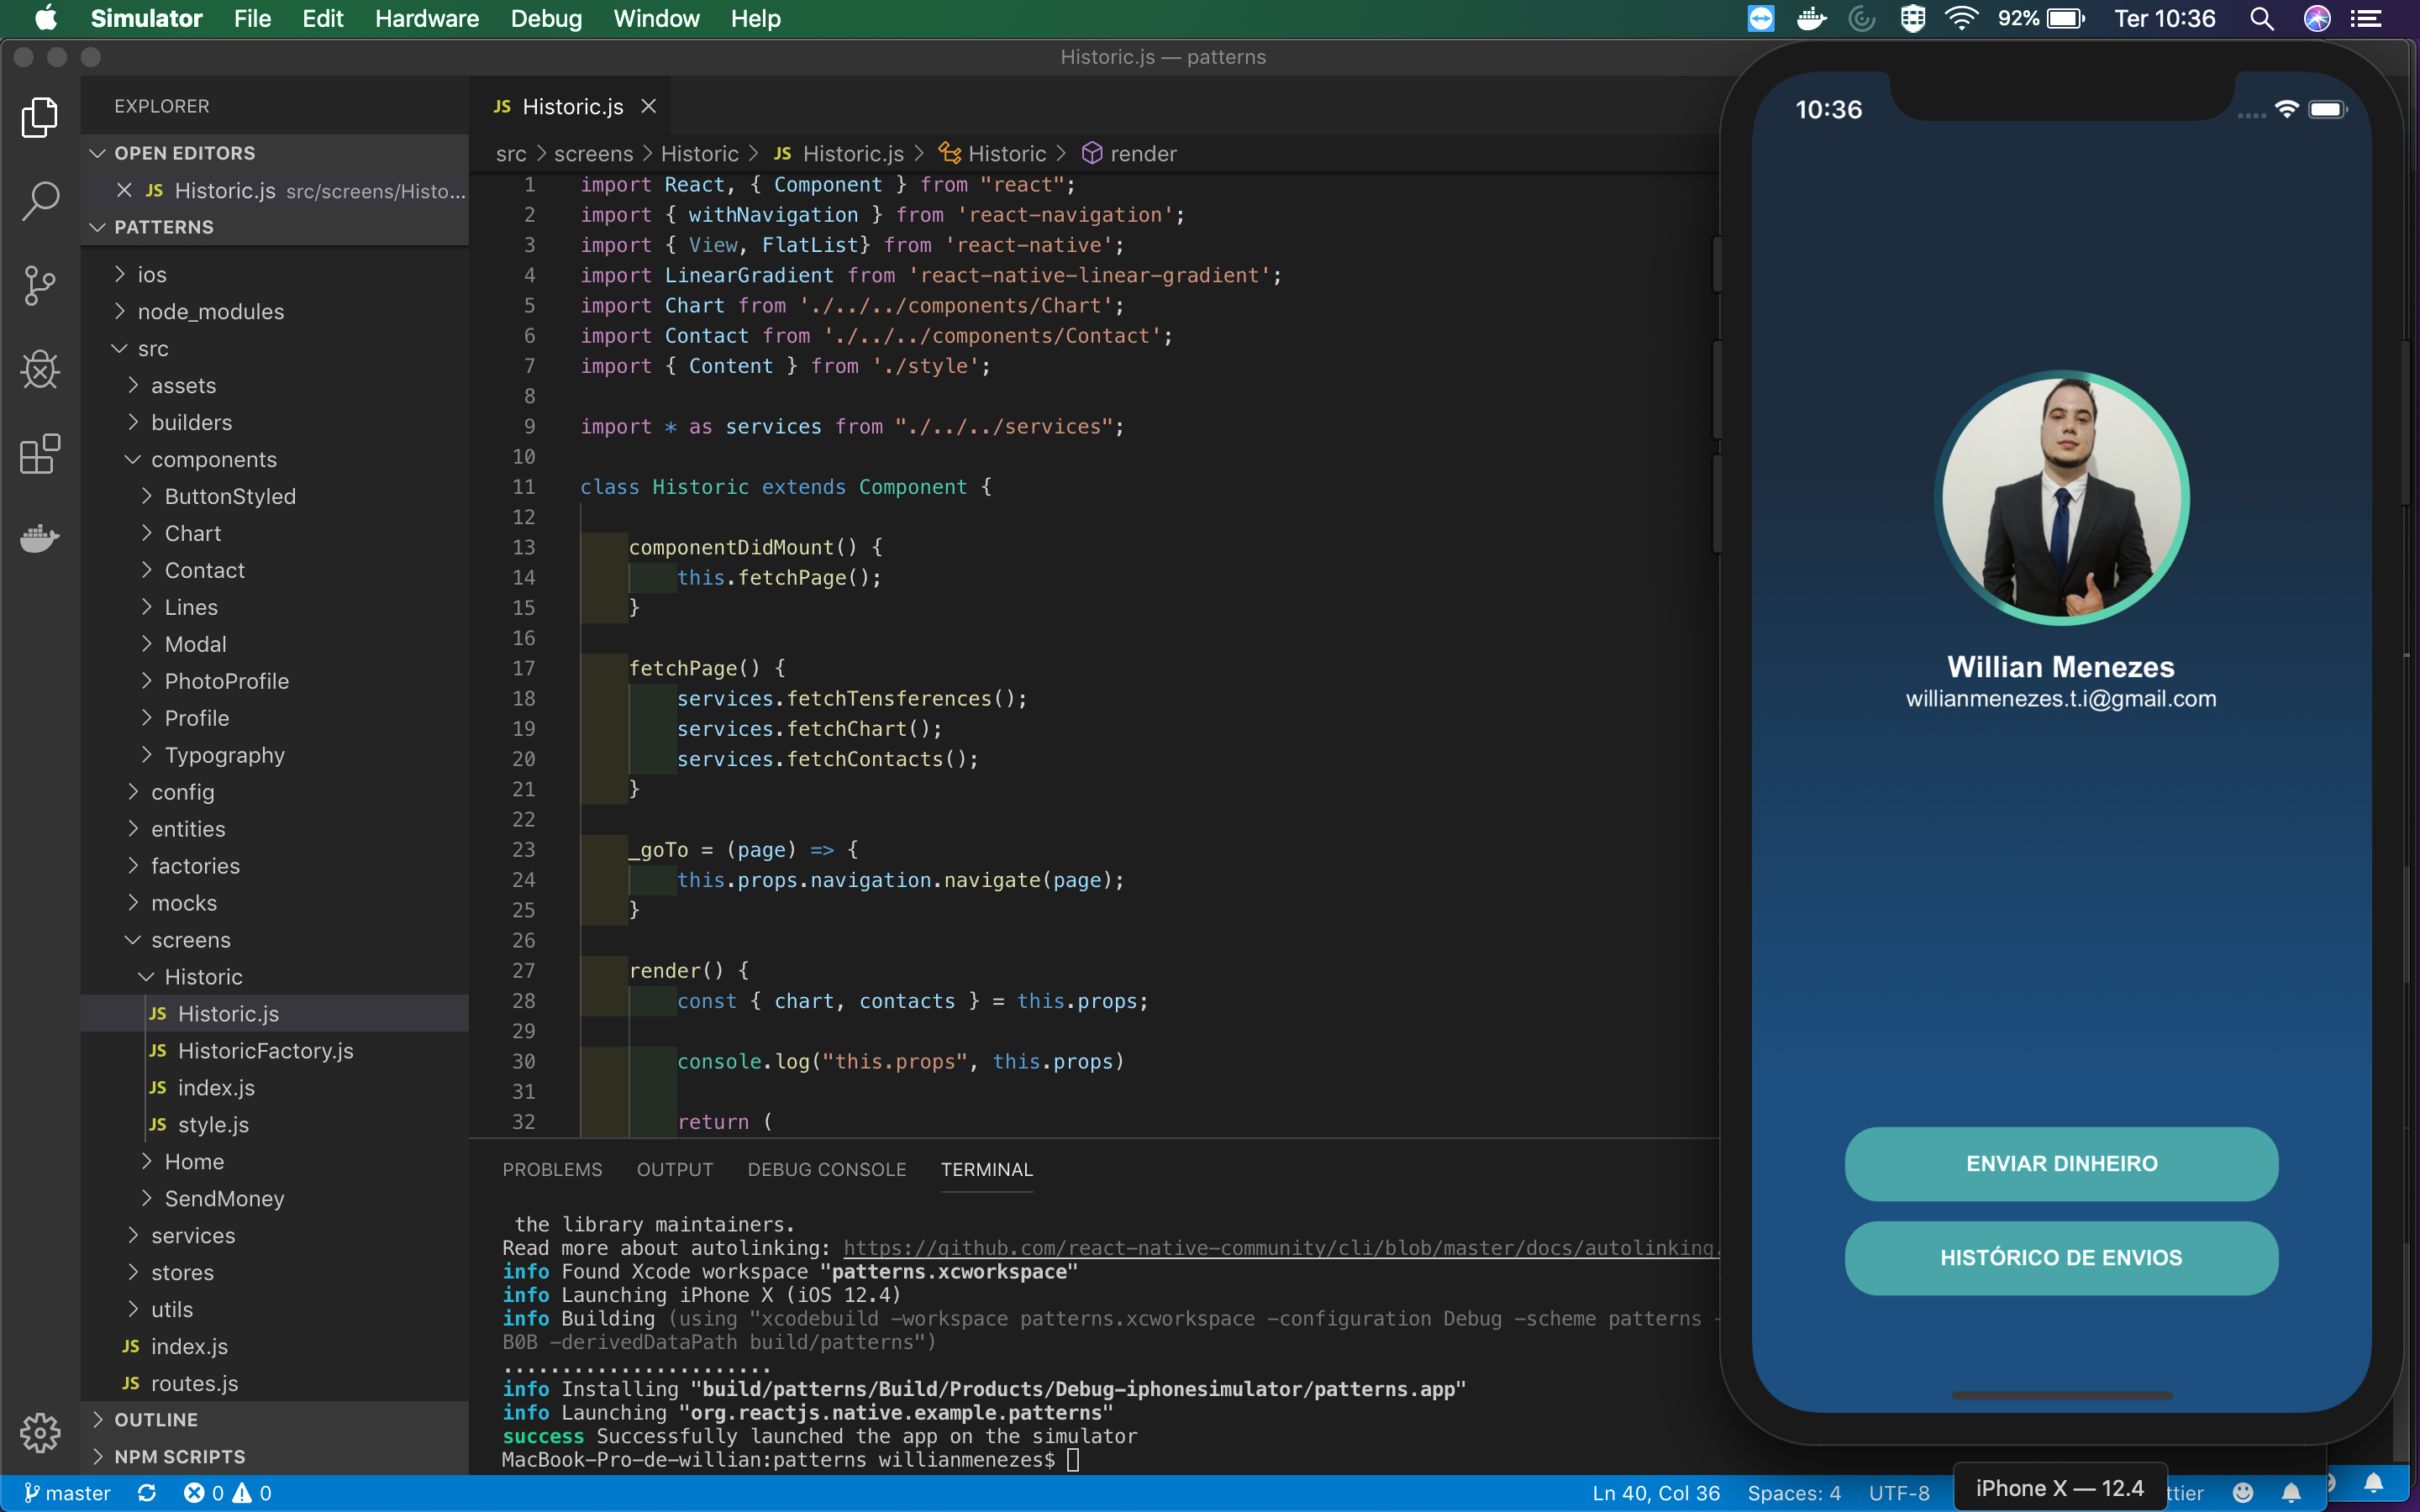 Simulator File Edit Hardware Debug Window Help 92% Ter 10:36
Historic.js — patterns
EXPLORER
OPEN EDITORS
JS Historic.js src/screens/Histo...
PATTERNS
ios
node_modules
src
assets
builders
components
ButtonStyled
Chart
Contact
Lines
Modal
PhotoProfile
Profile
Typography
config
entities
factories
mocks
screens
Historic
JS Historic.js
JS HistoricFactory.js
JS index.js
JS style.js
Home
SendMoney
services
stores
utils
JS index.js
JS routes.js
OUTLINE
NPM SCRIPTS
JS Historic.js
src > screens > Historic > JS Historic.js > Historic > render
1 import React, { Component } from "react";
2 import { withNavigation } from 'react-navigation';
3 import { View, FlatList} from 'react-native';
4 import LinearGradient from 'react-native-linear-gradient';
5 import Chart from './../../components/Chart';
6 import Contact from './../../components/Contact';
7 import { Content } from './style';
8
9 import * as services from "./../../services";
10
11 class Historic extends Component {
12
13 componentDidMount() {
14 this.fetchPage();
15 }
16
17 fetchPage() {
18 services.fetchTensferences();
19 services.fetchChart();
20 services.fetchContacts();
21 }
22
23 _goTo = (page) => {
24 this.props.navigation.navigate(page);
25 }
26
27 render() {
28 const { chart, contacts } = this.props;
29
30 console.log("this.props", this.props)
31
32 return (
PROBLEMS OUTPUT DEBUG CONSOLE TERMINAL
the library maintainers.
Read more about autolinking: https://github.com/react-native-community/cli/blob/master/docs/autolinking.
info Found Xcode workspace "patterns.xcworkspace"
info Launching iPhone X (iOS 12.4)
info Building (using "xcodebuild -workspace patterns.xcworkspace -configuration Debug -scheme patterns -
B0B -derivedDataPath build/patterns")
.......................
info Installing "build/patterns/Build/Products/Debug-iphonesimulator/patterns.app"
info Launching "org.reactjs.native.example.patterns"
success Successfully launched the app on the simulator
MacBook-Pro-de-willian:patterns willianmenezes$
10:36
Willian Menezes
willianmenezes.t.i@gmail.com
ENVIAR DINHEIRO
HISTÓRICO DE ENVIOS
master 0 0 Ln 40, Col 36 Spaces: 4 UTF-8 ttier
iPhone X — 12.4